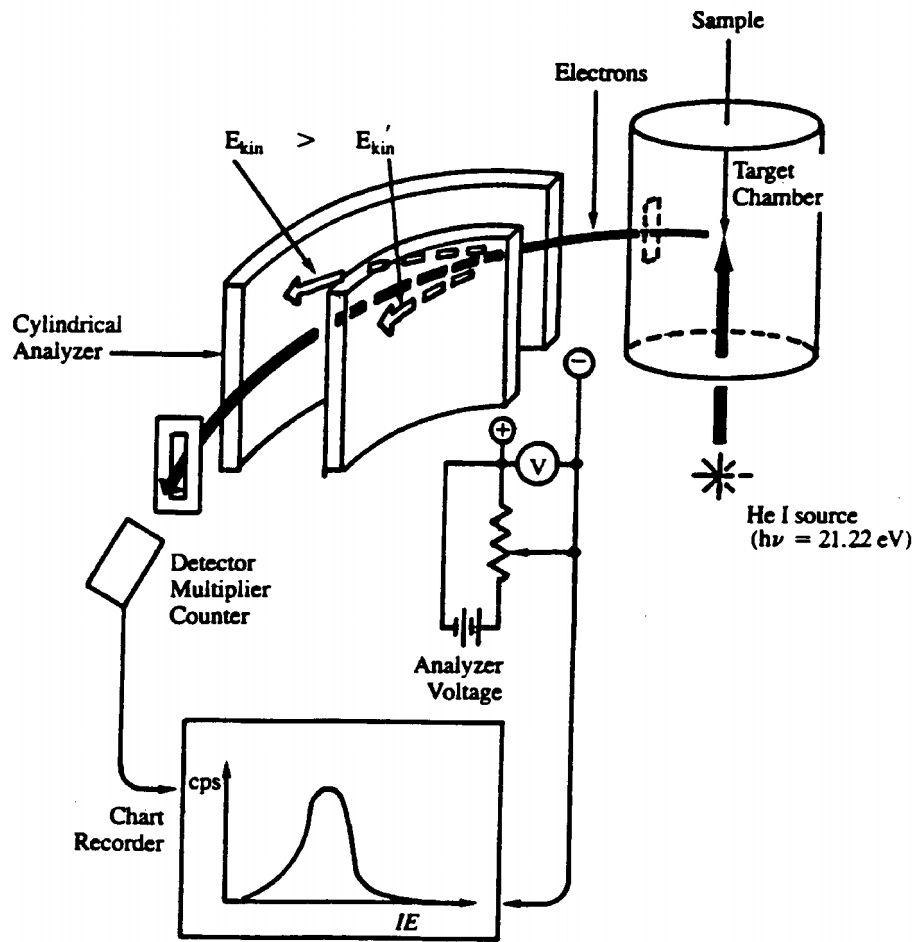 Sample
Electrons
E_kin > E_kin'
Target
Chamber
Cylindrical
Analyzer
−
+
V
He I source
(hν = 21.22 eV)
Detector
Multiplier
Counter
Analyzer
Voltage
cps
Chart
Recorder
IE